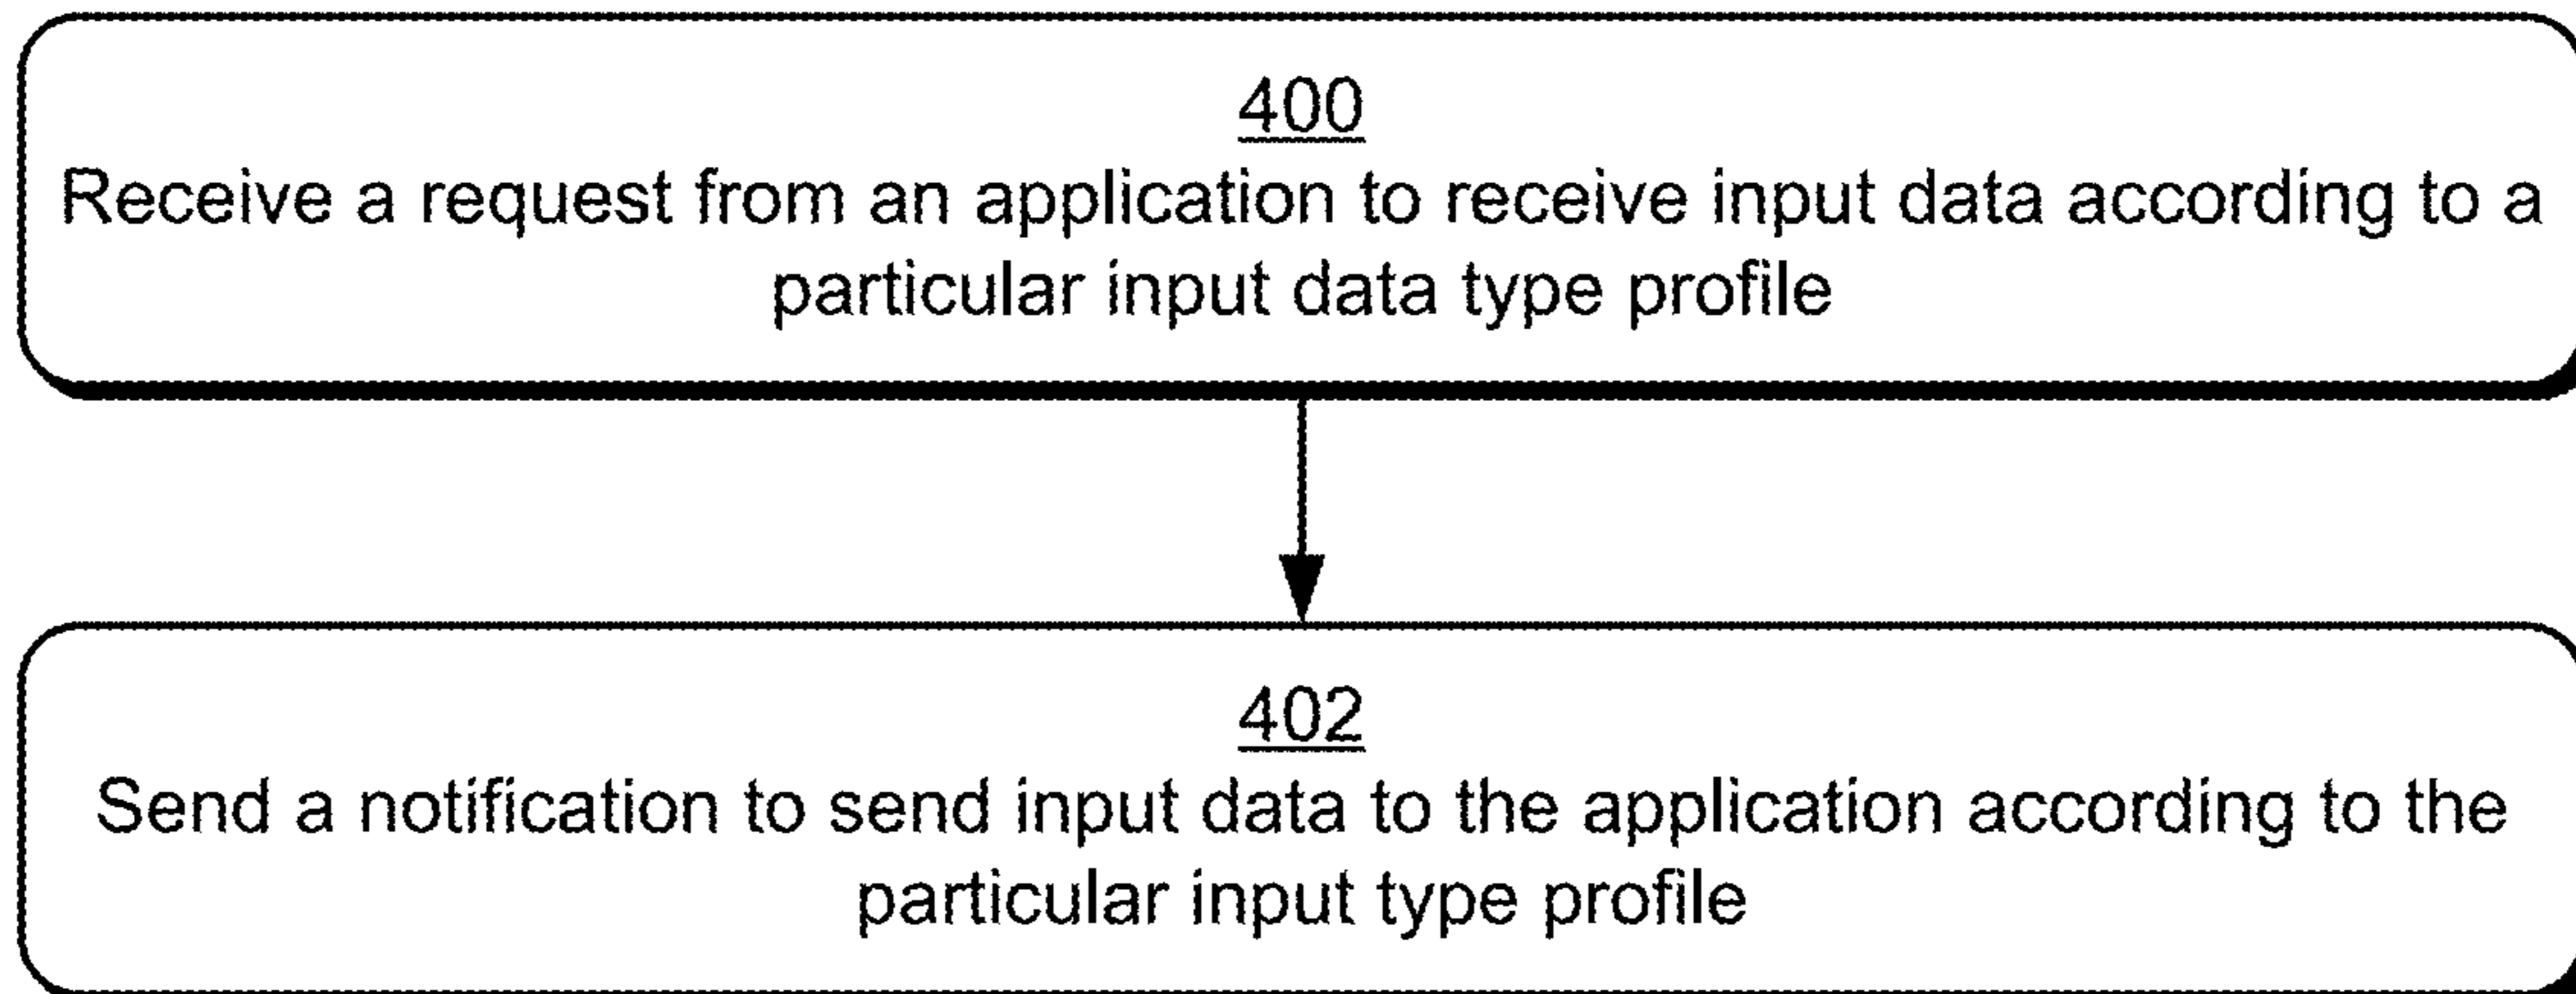 400
Receive a request from an application to receive input data according to a
particular input data type profile
402
Send a notification to send input data to the application according to the
particular input type profile